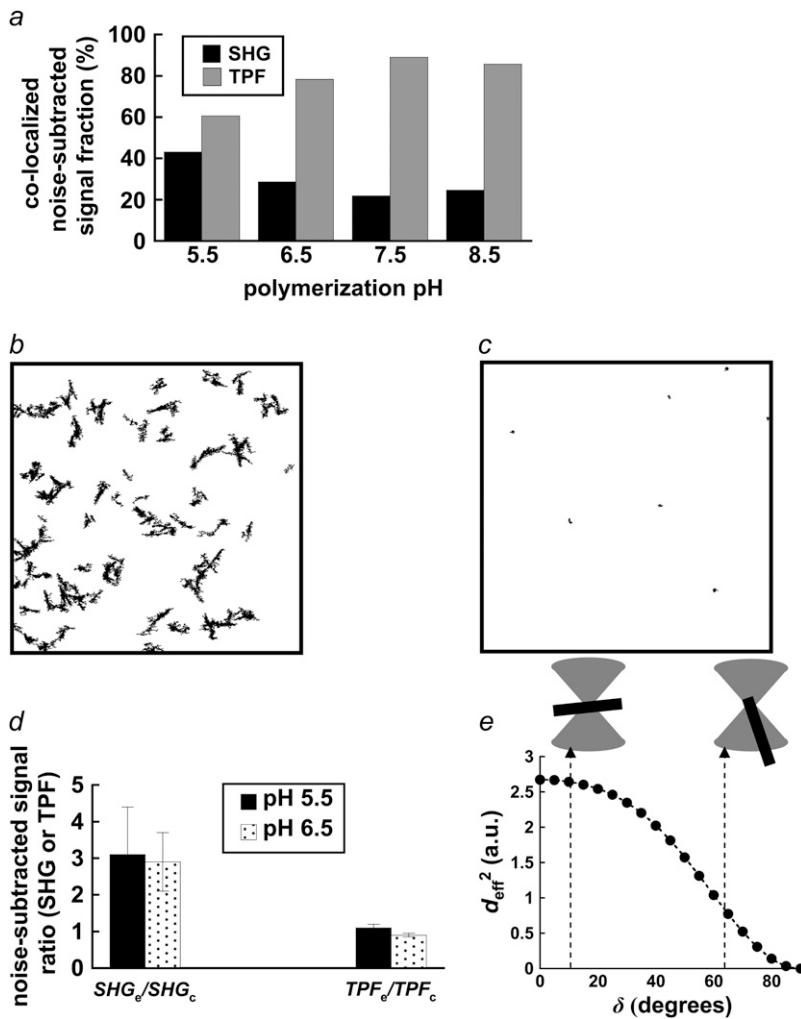 a
co-localized
noise-subtracted
signal fraction (%)
100
80
60
40
20
0
SHG
TPF
5.5 6.5 7.5 8.5
polymerization pH
b
c
d
noise-subtracted signal
ratio (SHG or TPF)
5
4
3
2
1
0
pH 5.5
pH 6.5
SHGe/SHGc TPFe/TPFc
e
deff2 (a.u.)
3
2.5
2
1.5
1
0.5
0
0 20 40 60 80
δ (degrees)